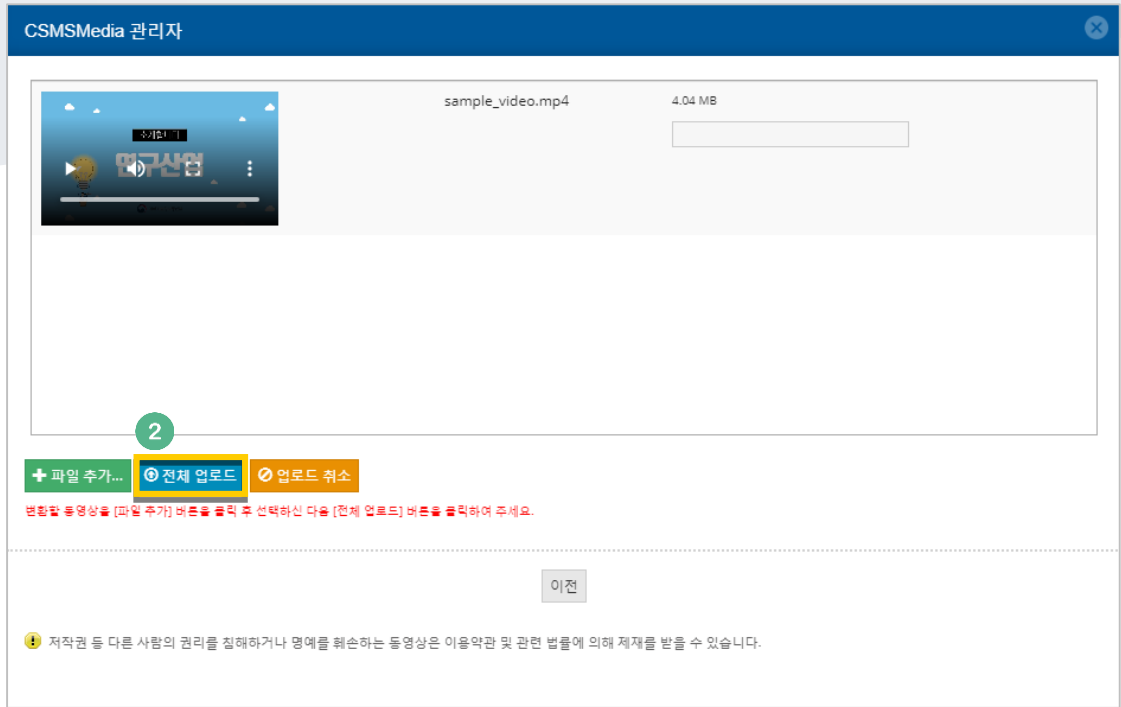 CSMSMedia 관리자
sample_video.mp4
4.04 MB
연구산업
2
파일 추가...
전체 업로드
업로드 취소
변환할 동영상을 [파일 추가] 버튼을 클릭 후 선택하신 다음 [전체 업로드] 버튼을 클릭하여 주세요.
이전
저작권 등 다른 사람의 권리를 침해하거나 명예를 훼손하는 동영상은 이용약관 및 관련 법률에 의해 제재를 받을 수 있습니다.